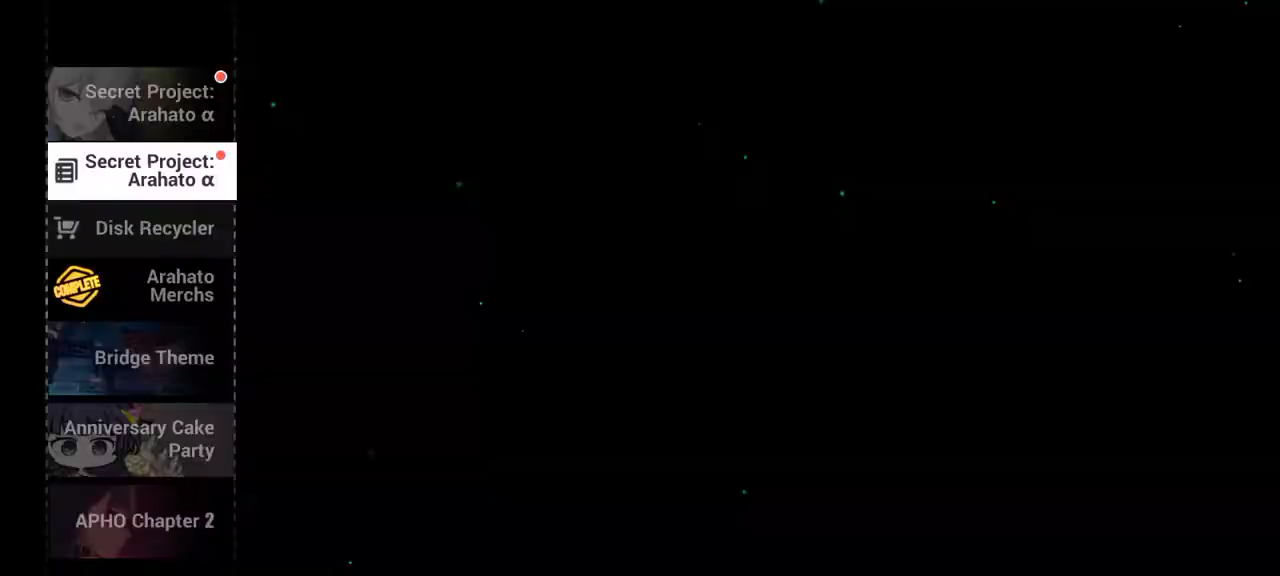 Secret Project:
Arahato α
Secret Project:
Arahato α
Disk Recycler
COMPLETE
Arahato
Merchs
Bridge Theme
Anniversary Cake
Party
APHO Chapter 2